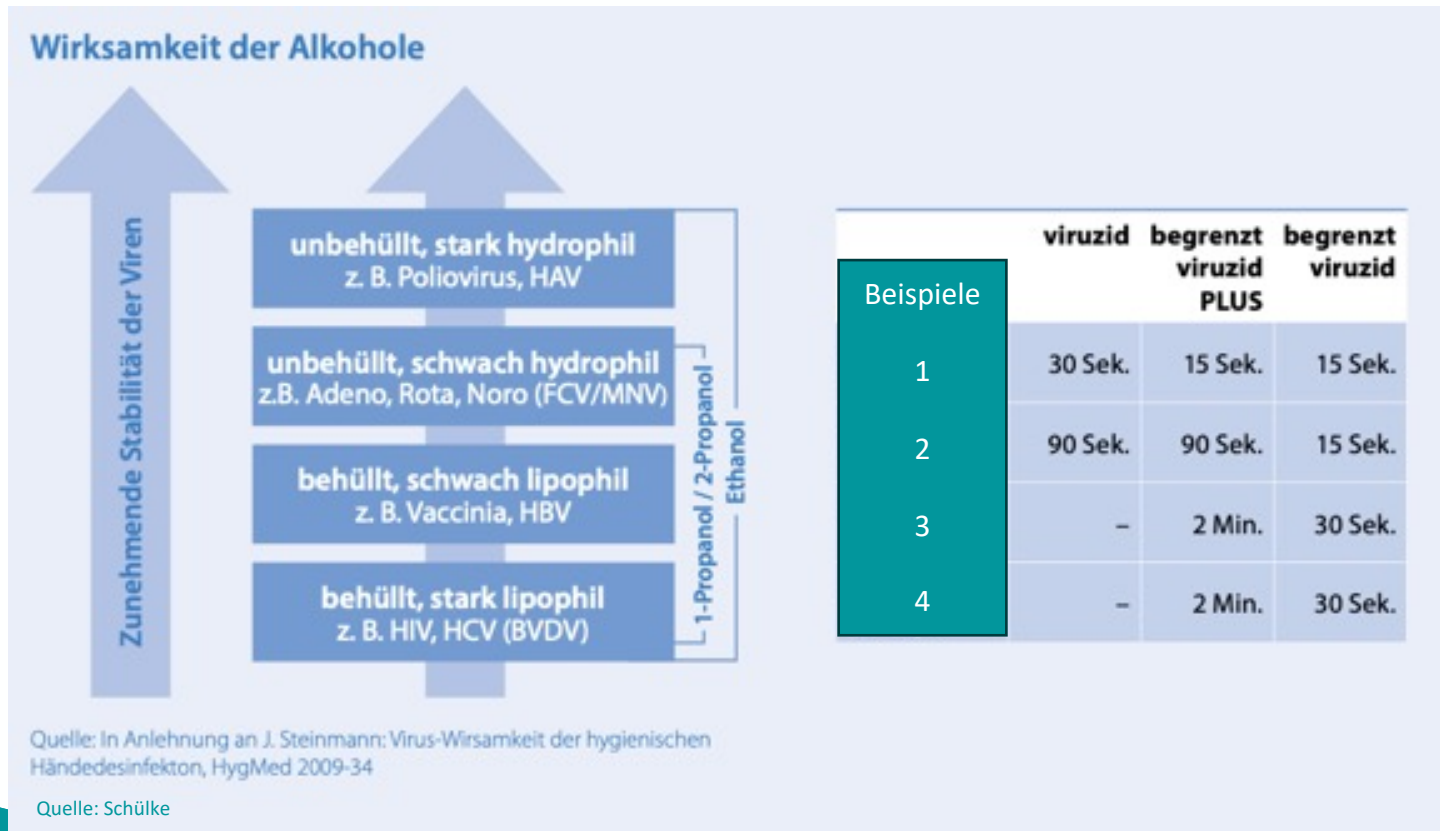 Wirksamkeit der Alkohole
Zunehmende Stabilität der Viren
unbehüllt, stark hydrophil
z. B. Poliovirus, HAV
unbehüllt, schwach hydrophil
z.B. Adeno, Rota, Noro (FCV/MNV)
behüllt, schwach lipophil
z. B. Vaccinia, HBV
behüllt, stark lipophil
z. B. HIV, HCV (BVDV)
1-Propanol / 2-Propanol
Ethanol
viruzid begrenzt begrenzt
viruzid viruzid
PLUS
Beispiele
1 30 Sek. 15 Sek. 15 Sek.
2 90 Sek. 90 Sek. 15 Sek.
3 – 2 Min. 30 Sek.
4 – 2 Min. 30 Sek.
Quelle: In Anlehnung an J. Steinmann: Virus-Wirsamkeit der hygienischen
Händedesinfekton, HygMed 2009-34
Quelle: Schülke